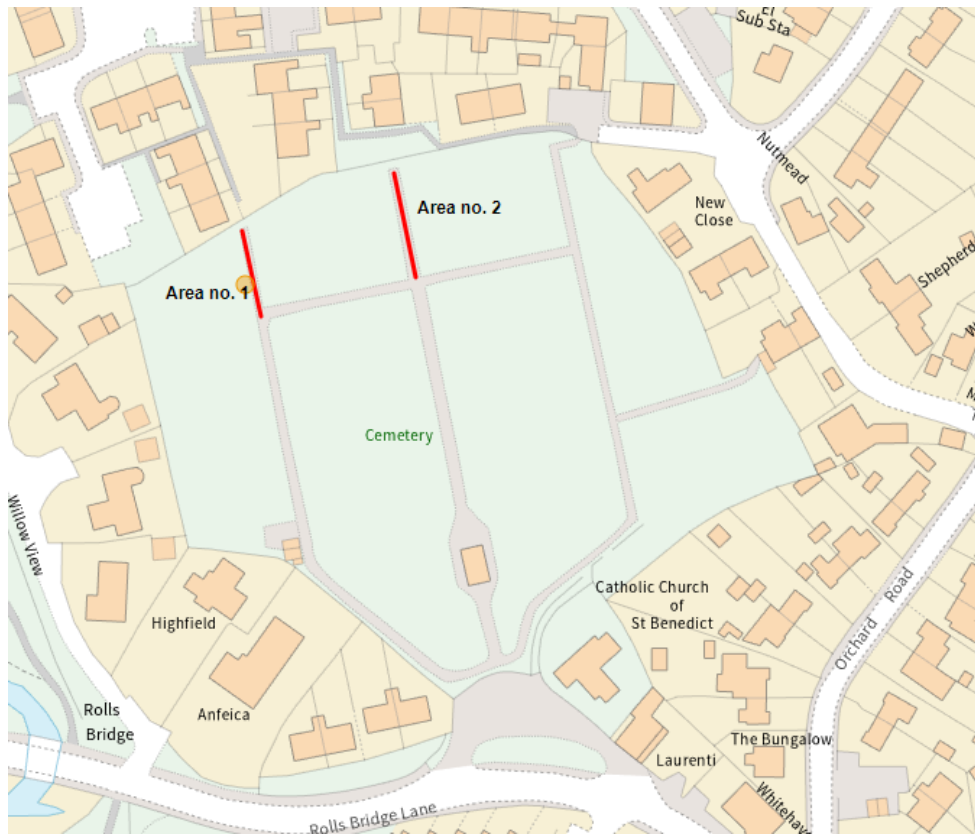 El
Sub Sta
Nutmead
New
Close
Area no. 2
Area no. 1
Cemetery
Willow View
Highfield
Anfeica
Rolls
Bridge
Catholic Church
of
St Benedict
Orchard Road
The Bungalow
Laurenti
Rolls Bridge Lane